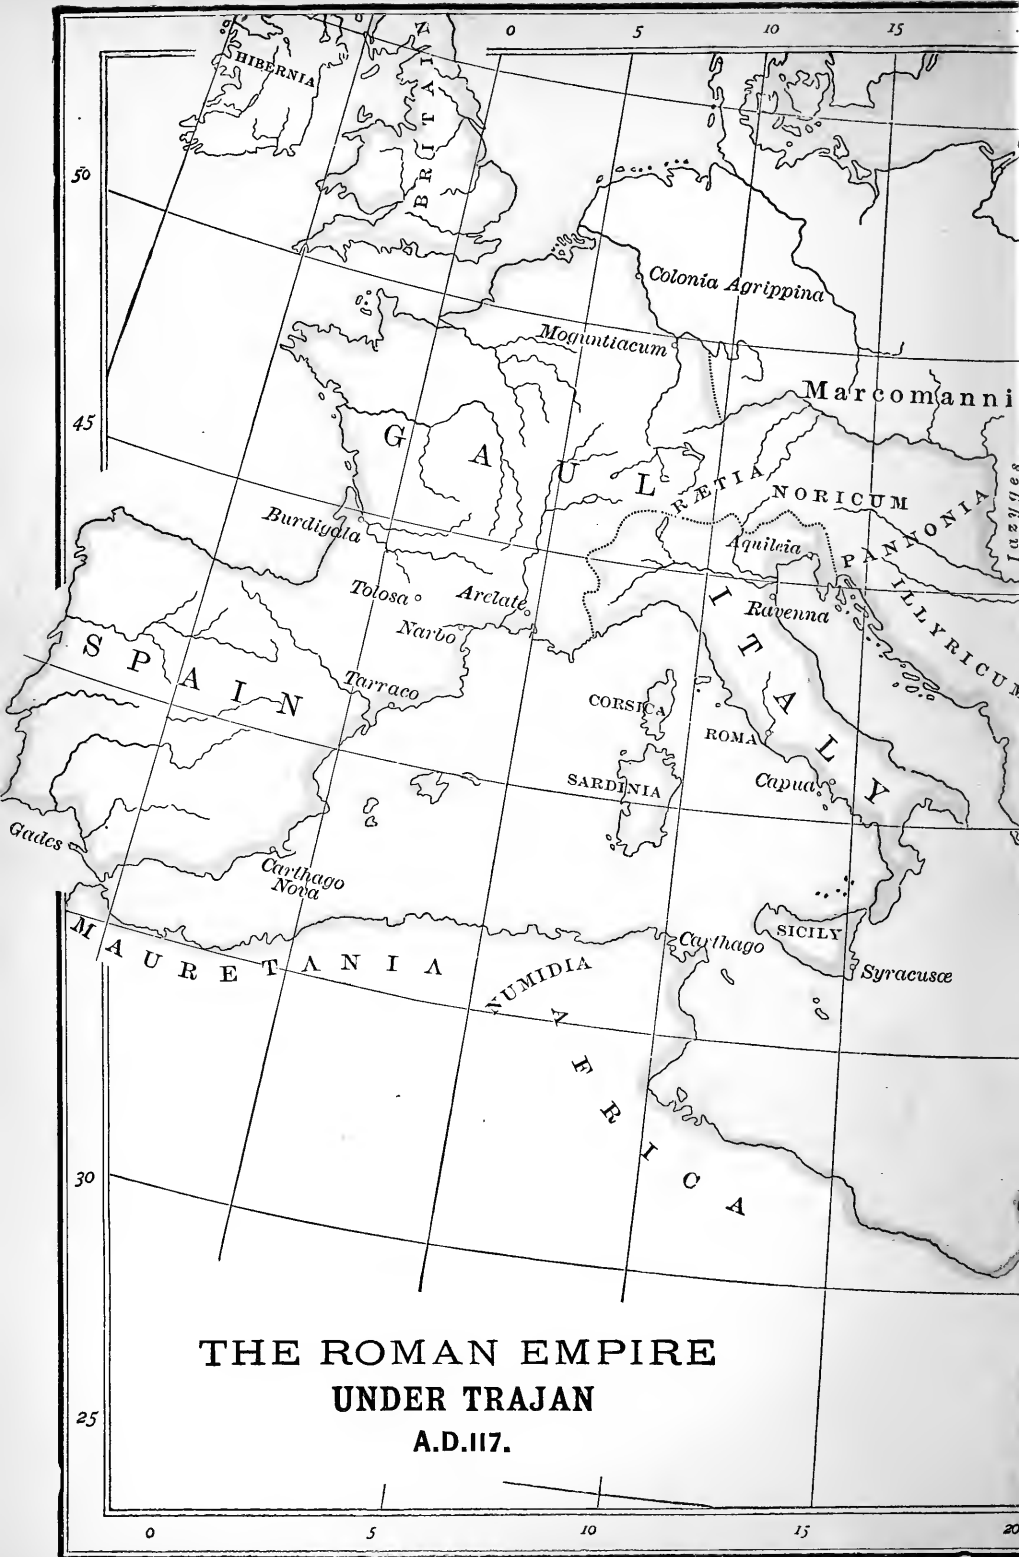 0 5 10 15
HIBERNIA
BRITAIN
50
Colonia Agrippina
Moguntiacum
Marcomanni
45
GAUL
RÆTIA
NORICUM
PANNONIA
Iazyges
Burdigala
Aquileia
ILLYRICUM
Tolosa
Arelate
Ravenna
Narbo
ITALY
SPAIN
Tarraco
CORSICA
ROMA
SARDINIA
Capua
Gades
Carthago
Nova
MAURETANIA
NUMIDIA
Carthago
SICILY
Syracusæ
AFRICA
30
THE ROMAN EMPIRE
UNDER TRAJAN
A.D.117.
25
0 5 10 15 20